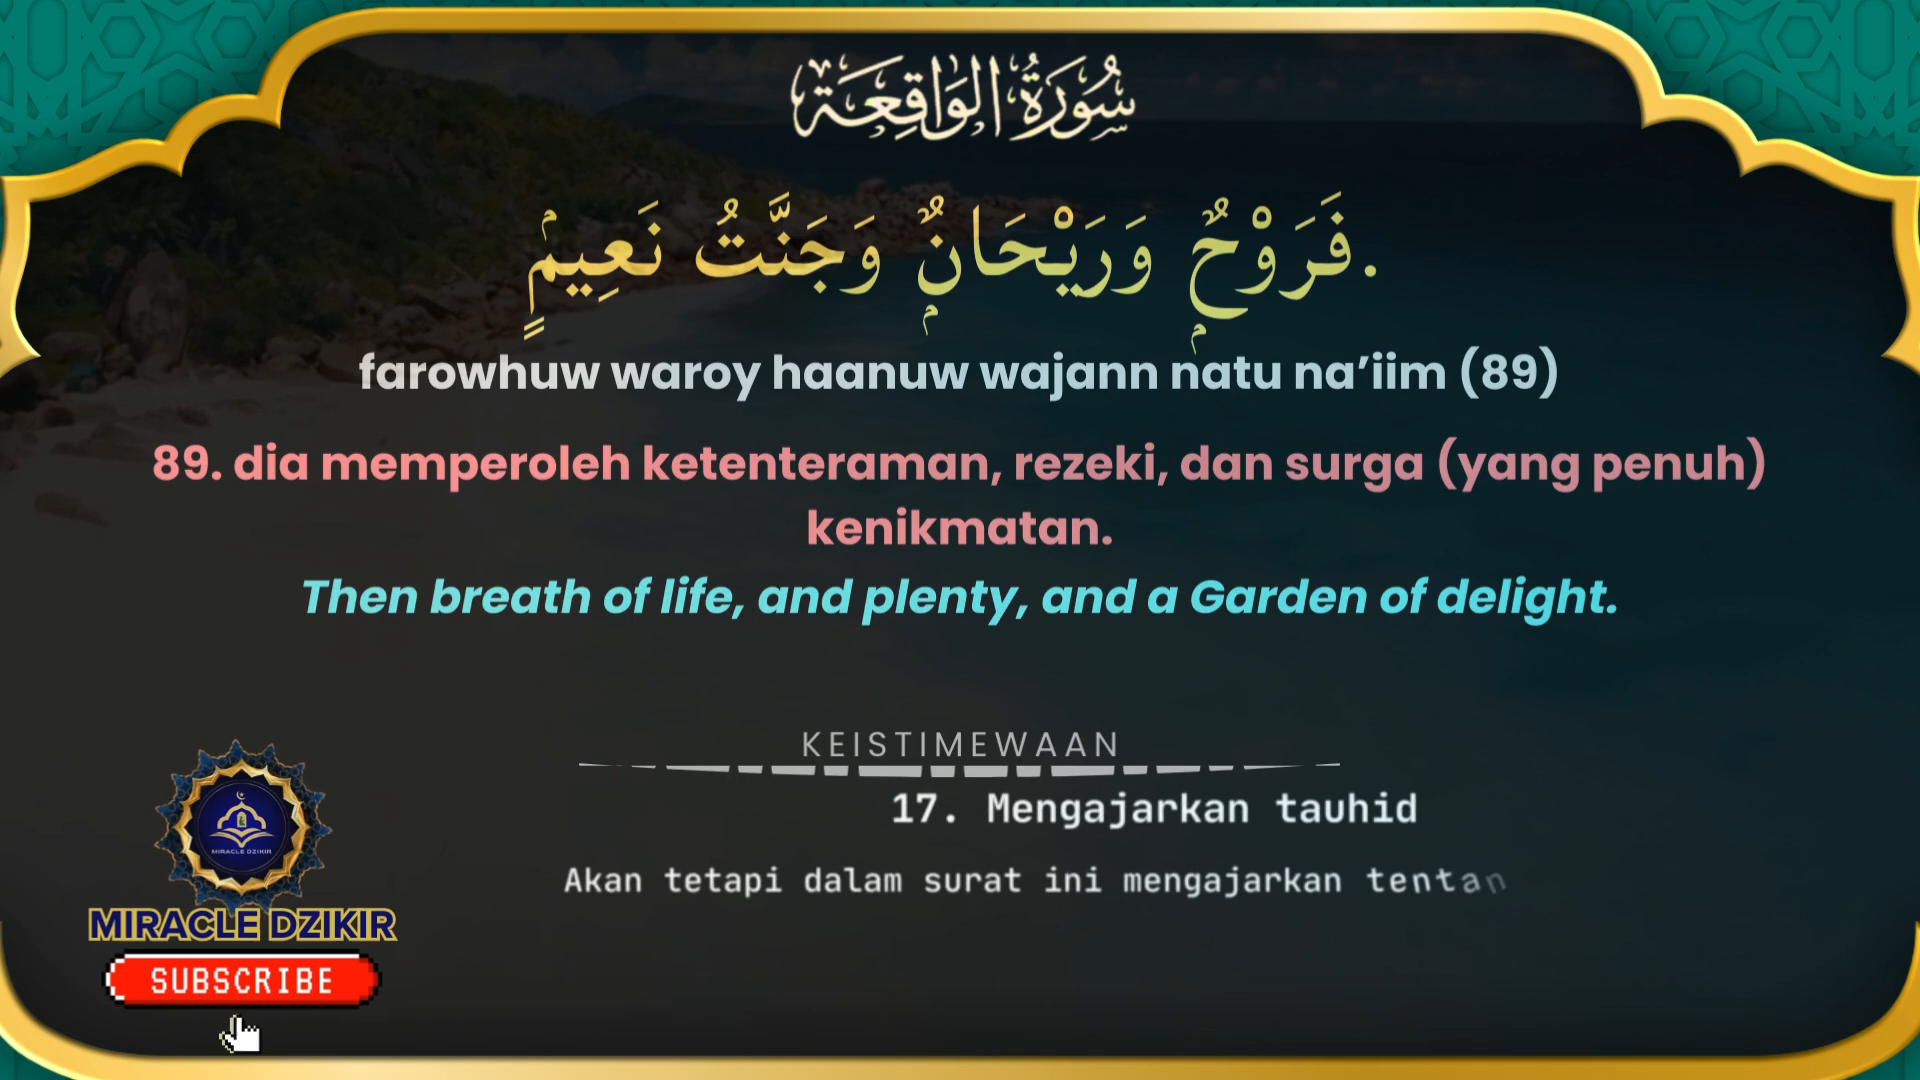 سُورَةُ الوَاقِعَة
فَرَوْحٌۭ وَرَيْحَانٌۭ وَجَنَّتُ نَعِيمٍۢ.
farowhuw waroy haanuw wajann natu na’iim (89)
89. dia memperoleh ketenteraman, rezeki, dan surga (yang penuh)
kenikmatan.
Then breath of life, and plenty, and a Garden of delight.
KEISTIMEWAAN
17. Mengajarkan tauhid
Akan tetapi dalam surat ini mengajarkan tentan
MIRACLE DZIKIR
MIRACLE DZIKIR
SUBSCRIBE